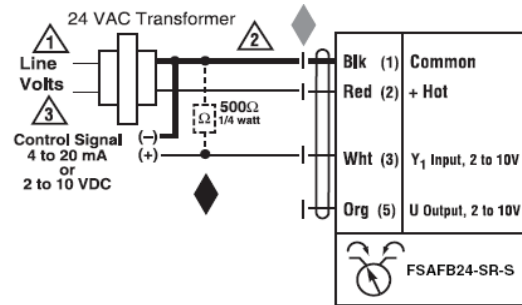 24 VAC Transformer
1
Line
Volts
3
2
Control Signal
4 to 20 mA
or
2 to 10 VDC
(–)
(+)
Ω
500Ω
1/4 watt
Blk (1) Common
Red (2) + Hot
Wht (3) Y1 Input, 2 to 10V
Org (5) U Output, 2 to 10V
FSAFB24-SR-S